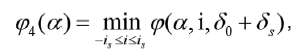 φ₄(α) = min φ(α, i, δ₀ + δₛ),
−iₛ≤i≤iₛ